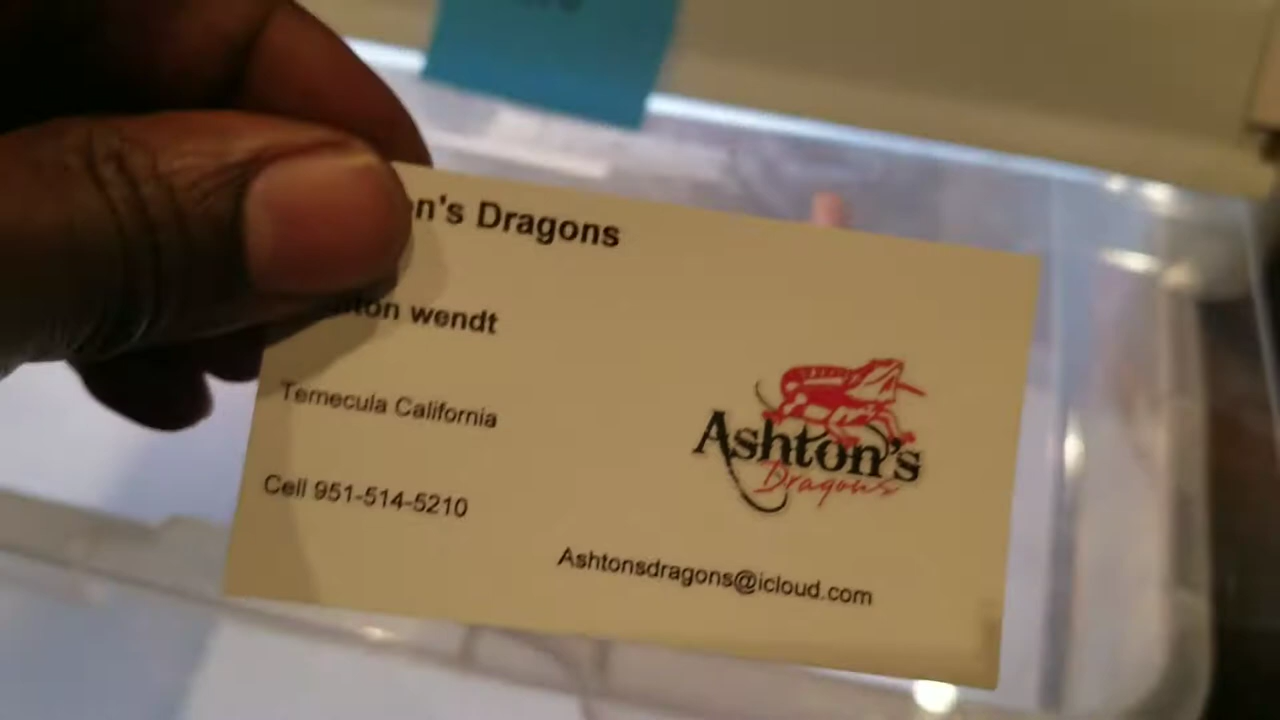 n's Dragons
ton wendt
Temecula California
Cell 951-514-5210
Ashton's
Dragons
Ashtonsdragons@icloud.com